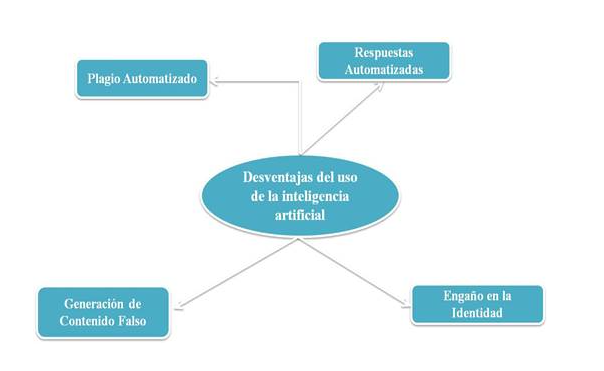 Respuestas
Automatizadas
Plagio Automatizado
Desventajas del uso
de la inteligencia
artificial
Generación de
Contenido Falso
Engaño en la
Identidad